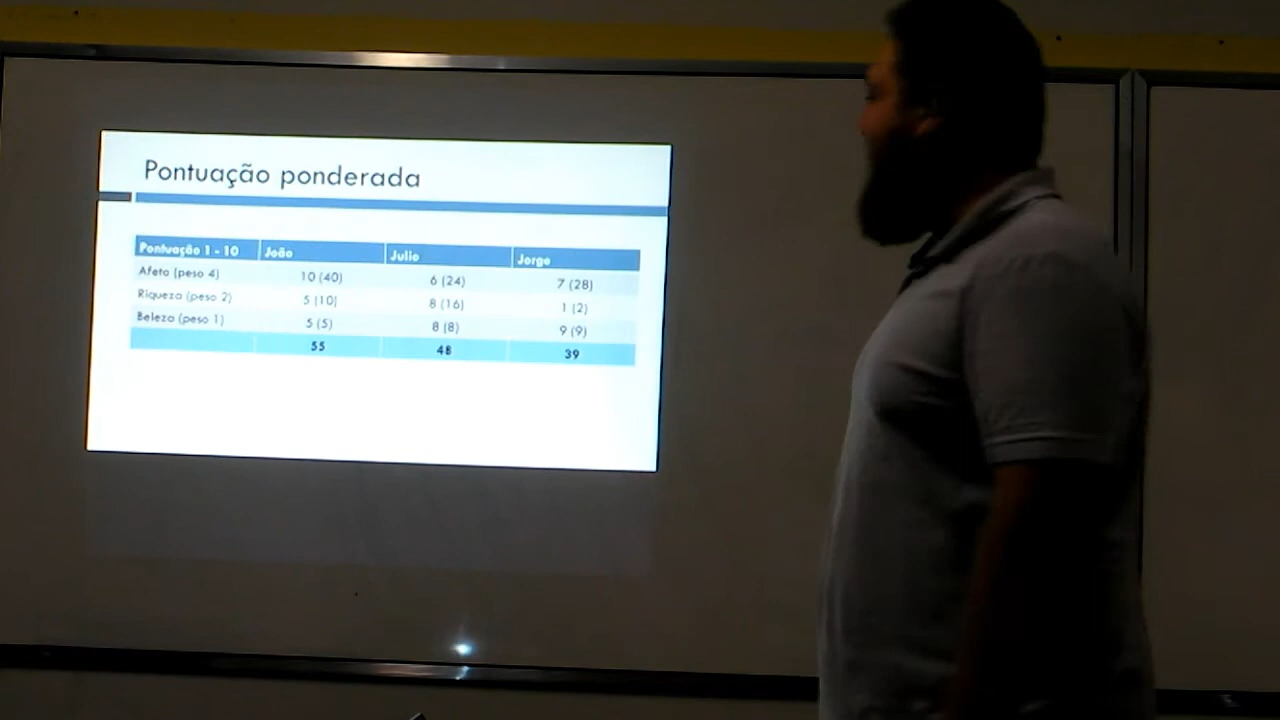 Pontuação ponderada
Pontuação 1 - 10 João Julio Jorge
Afeto (peso 4) 10 (40) 6 (24) 7 (28)
Riqueza (peso 2) 5 (10) 8 (16) 1 (2)
Beleza (peso 1) 5 (5) 8 (8) 9 (9)
55 48 39